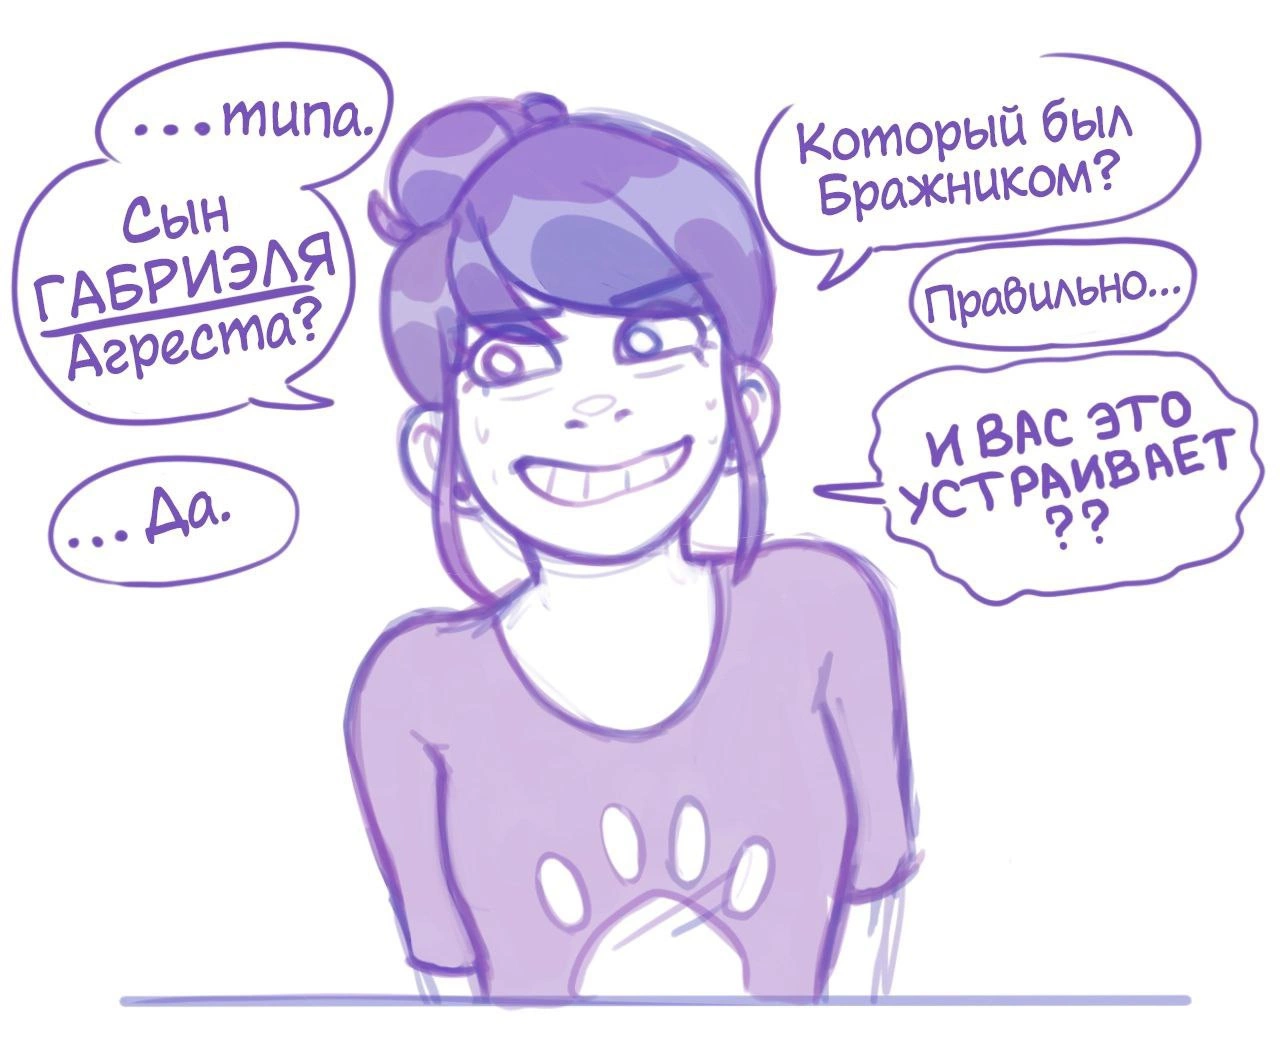 ...типа.
Сын
ГАБРИЭЛЯ
Агреста?
Который был
Бражником?
Правильно...
...Да.
И ВАС ЭТО
УСТРАИВАЕТ
??